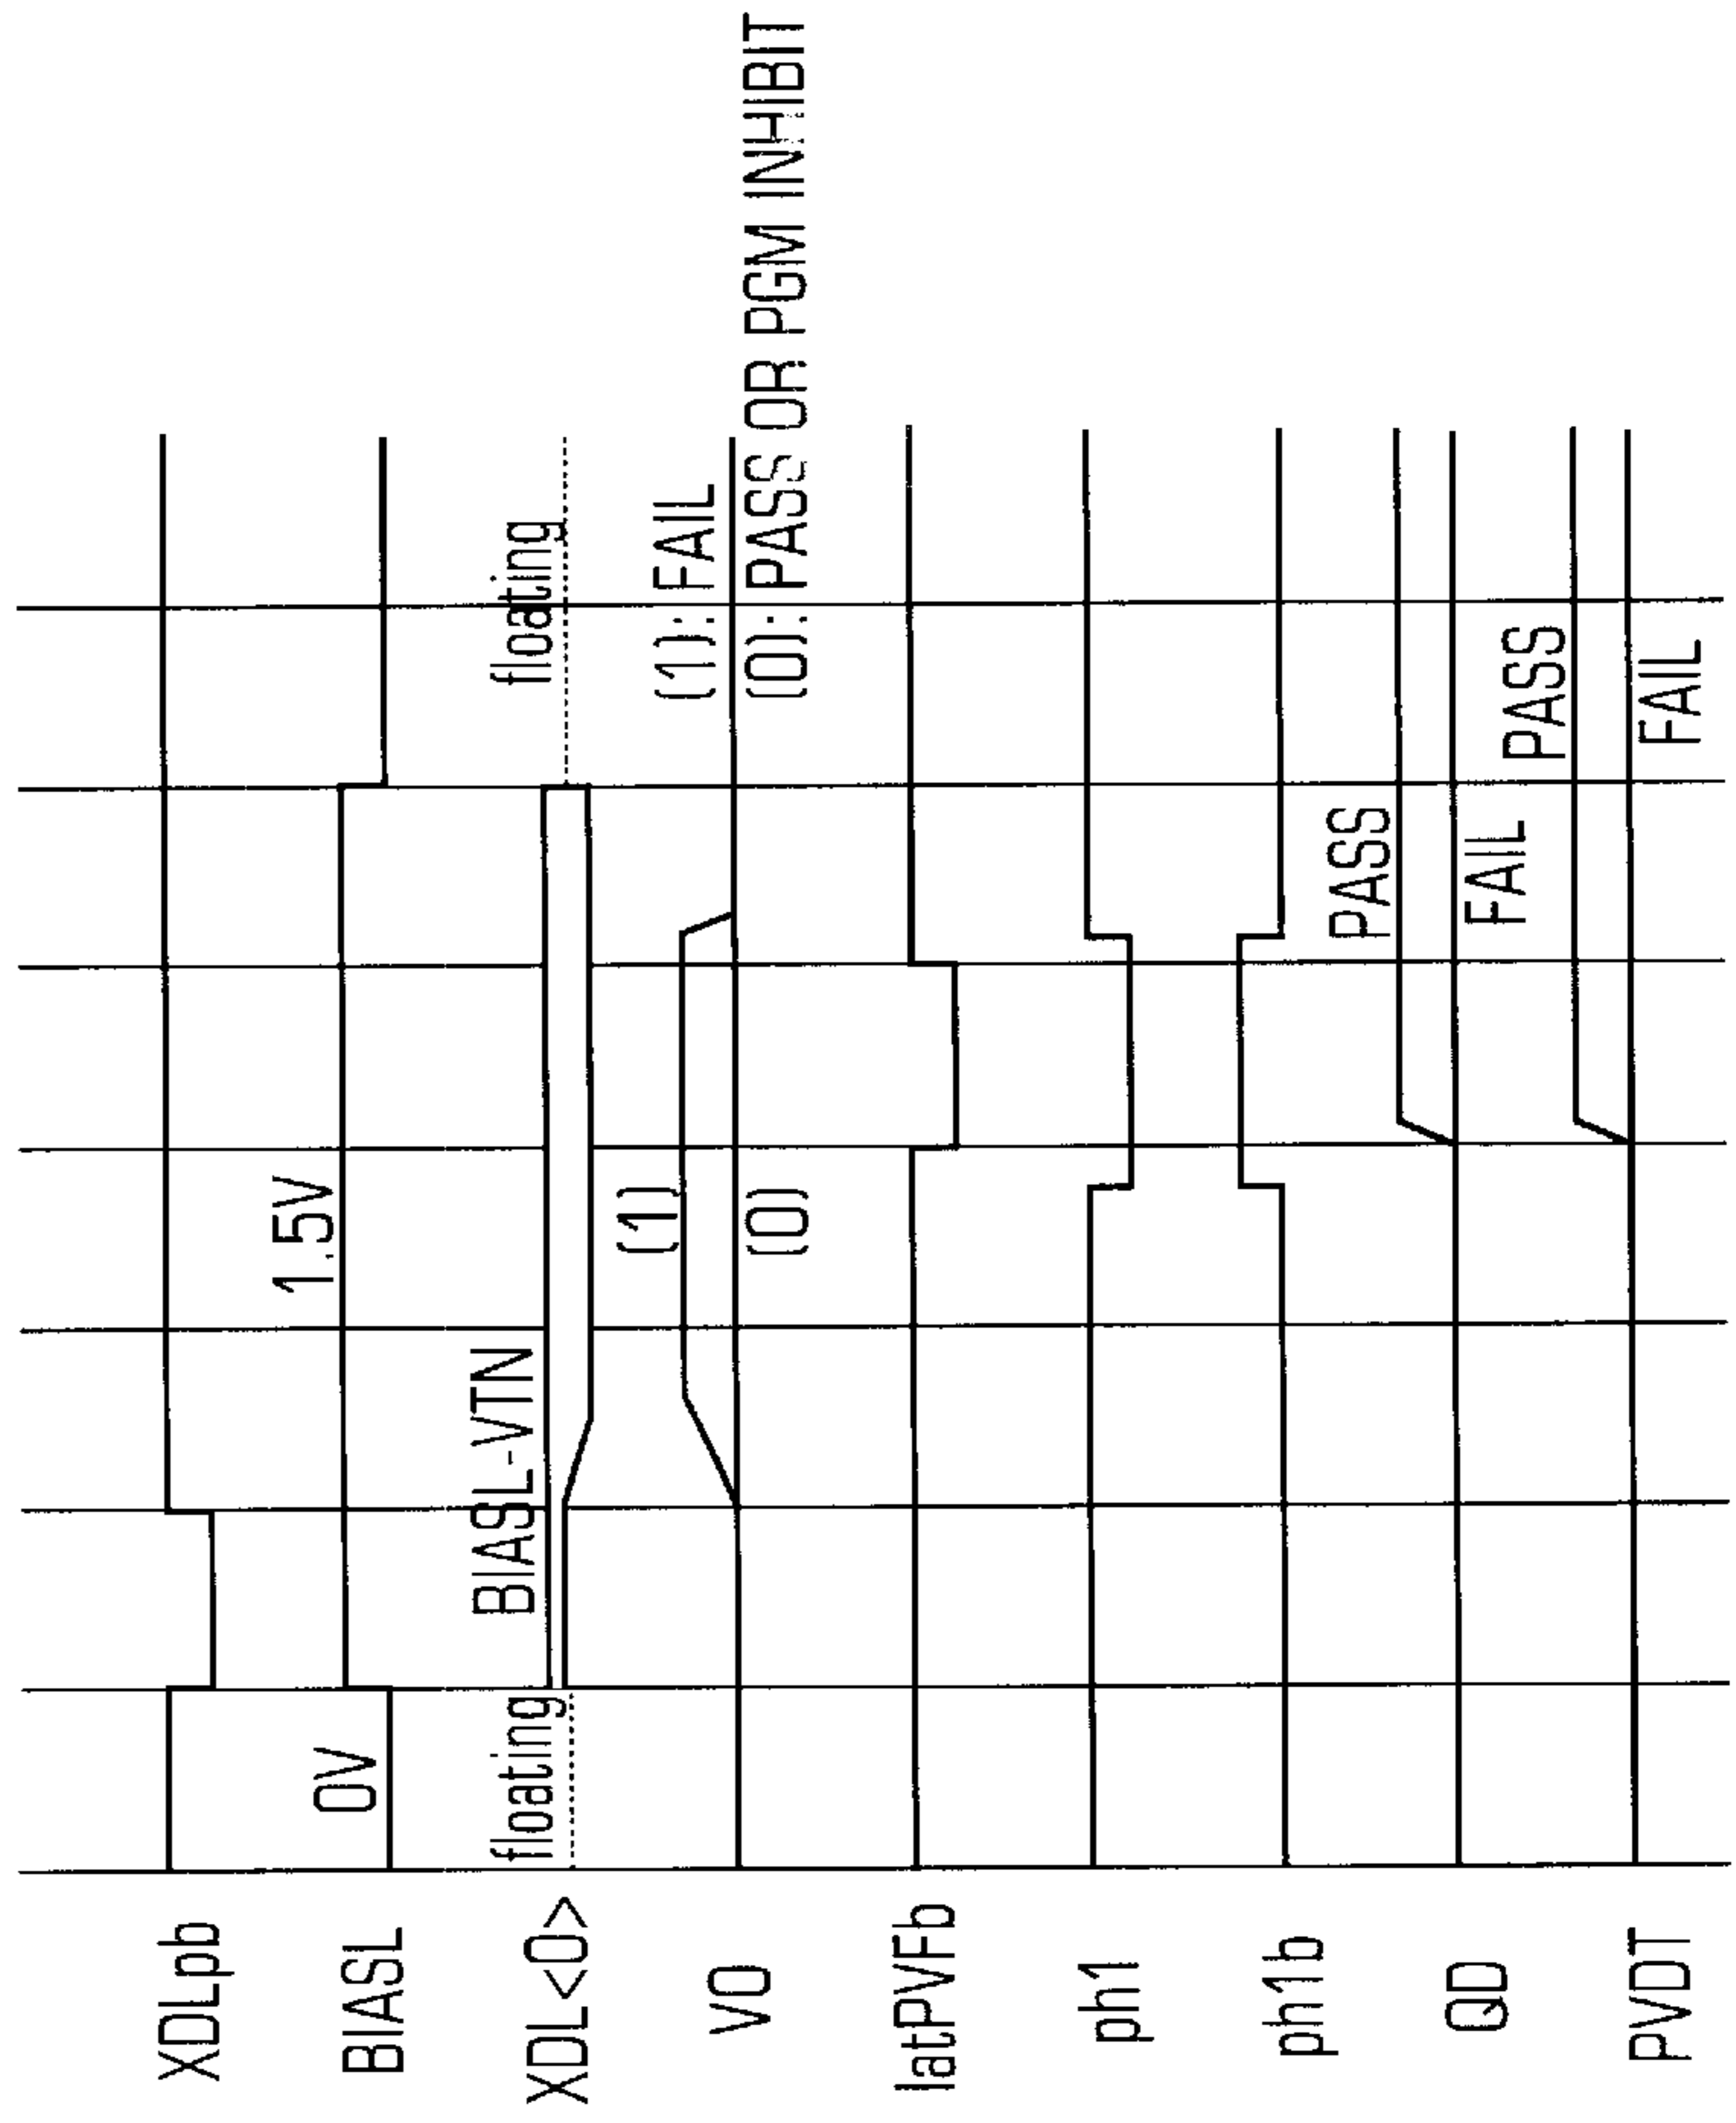 XDLpb
BIASL
0V
1.5V
XDL<0>
floating
BIASL-VTN
floating
V0
(1)
(0)
(1): FAIL
(0): PASS OR PGM INHIBIT
latPVFb
ph1
ph1b
QD
PASS
FAIL
PVDT
PASS
FAIL